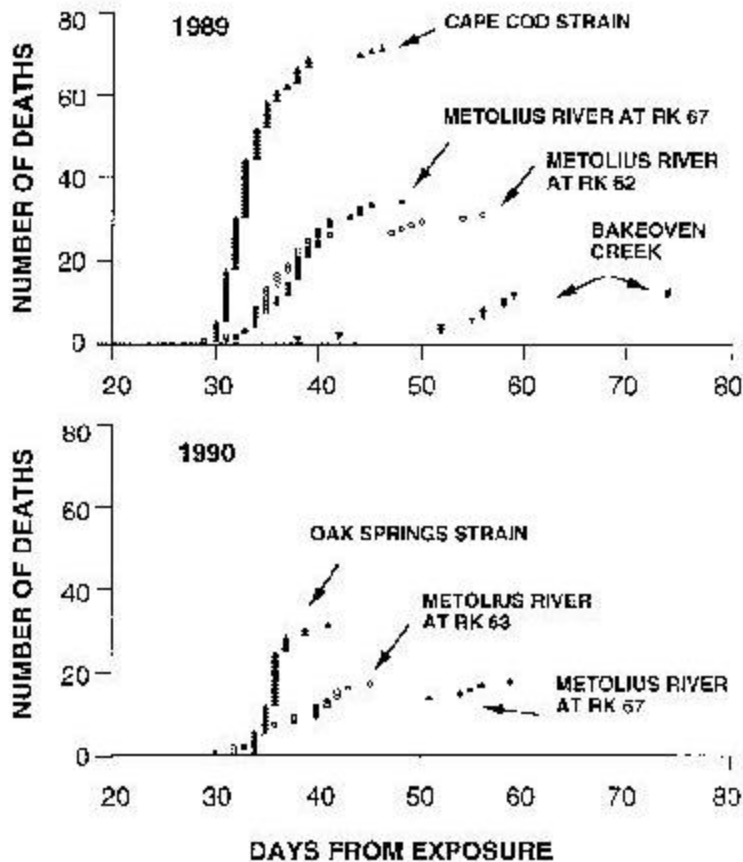 80
1989
CAPE COD STRAIN
60
METOLIUS RIVER AT RK 67
40
METOLIUS RIVER
AT RK 52
BAKEOVEN
CREEK
20
0
NUMBER OF DEATHS
20 30 40 50 60 70 80
80
1990
60
OAK SPRINGS STRAIN
40
METOLIUS RIVER
AT RK 63
20
METOLIUS RIVER
AT RK 67
0
NUMBER OF DEATHS
20 30 40 50 60 70 80
DAYS FROM EXPOSURE